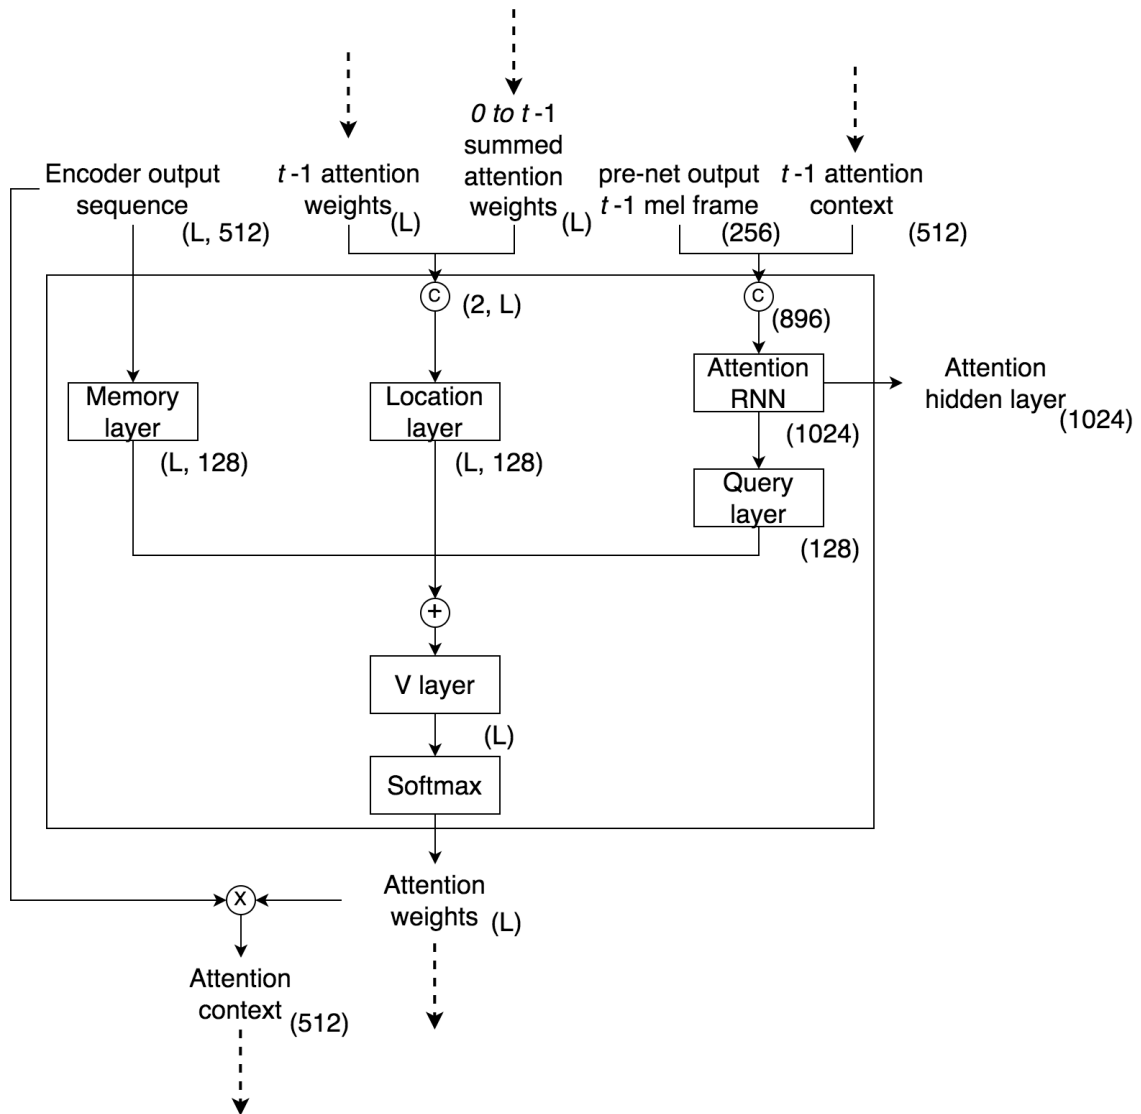 0 to t -1
summed
attention
weights
(L)
Encoder output
sequence
(L, 512)
t -1 attention
weights
(L)
pre-net output
t -1 mel frame
(256)
t -1 attention
context
(512)
C
(2, L)
C
(896)
Memory
layer
(L, 128)
Location
layer
(L, 128)
Attention
RNN
(1024)
Attention
hidden layer
(1024)
Query
layer
(128)
+
V layer
(L)
Softmax
Attention
weights
(L)
X
Attention
context
(512)